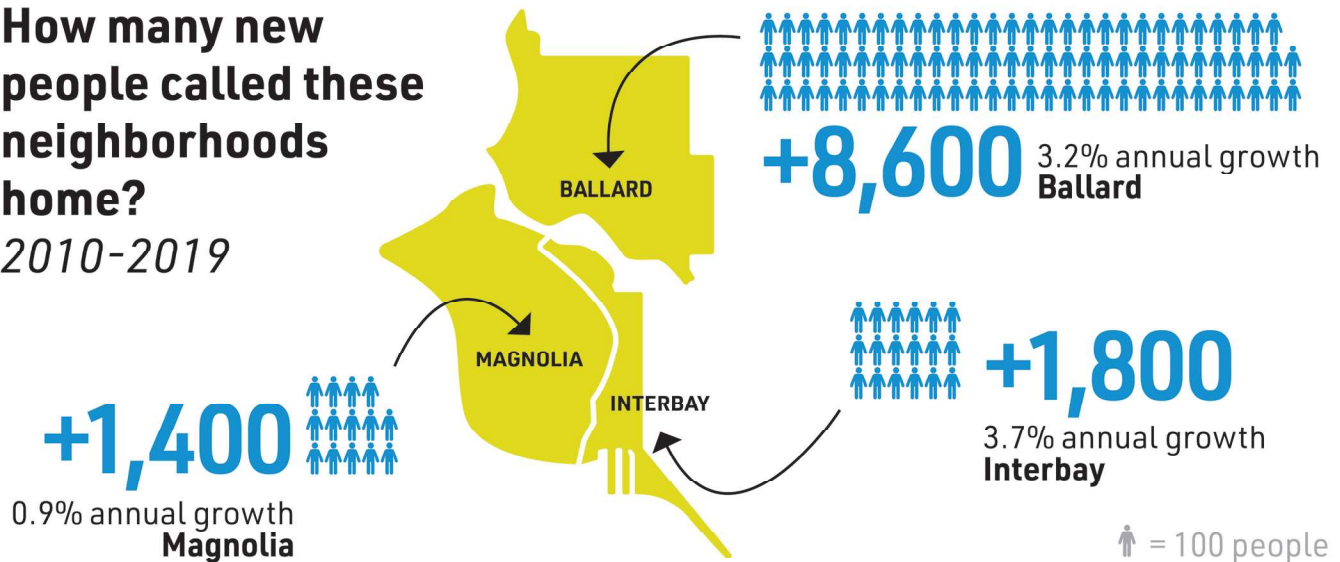 How many new
people called these
neighborhoods
home?
2010-2019
BALLARD
MAGNOLIA
INTERBAY
+8,600
3.2% annual growth
Ballard
+1,800
3.7% annual growth
Interbay
+1,400
0.9% annual growth
Magnolia
= 100 people